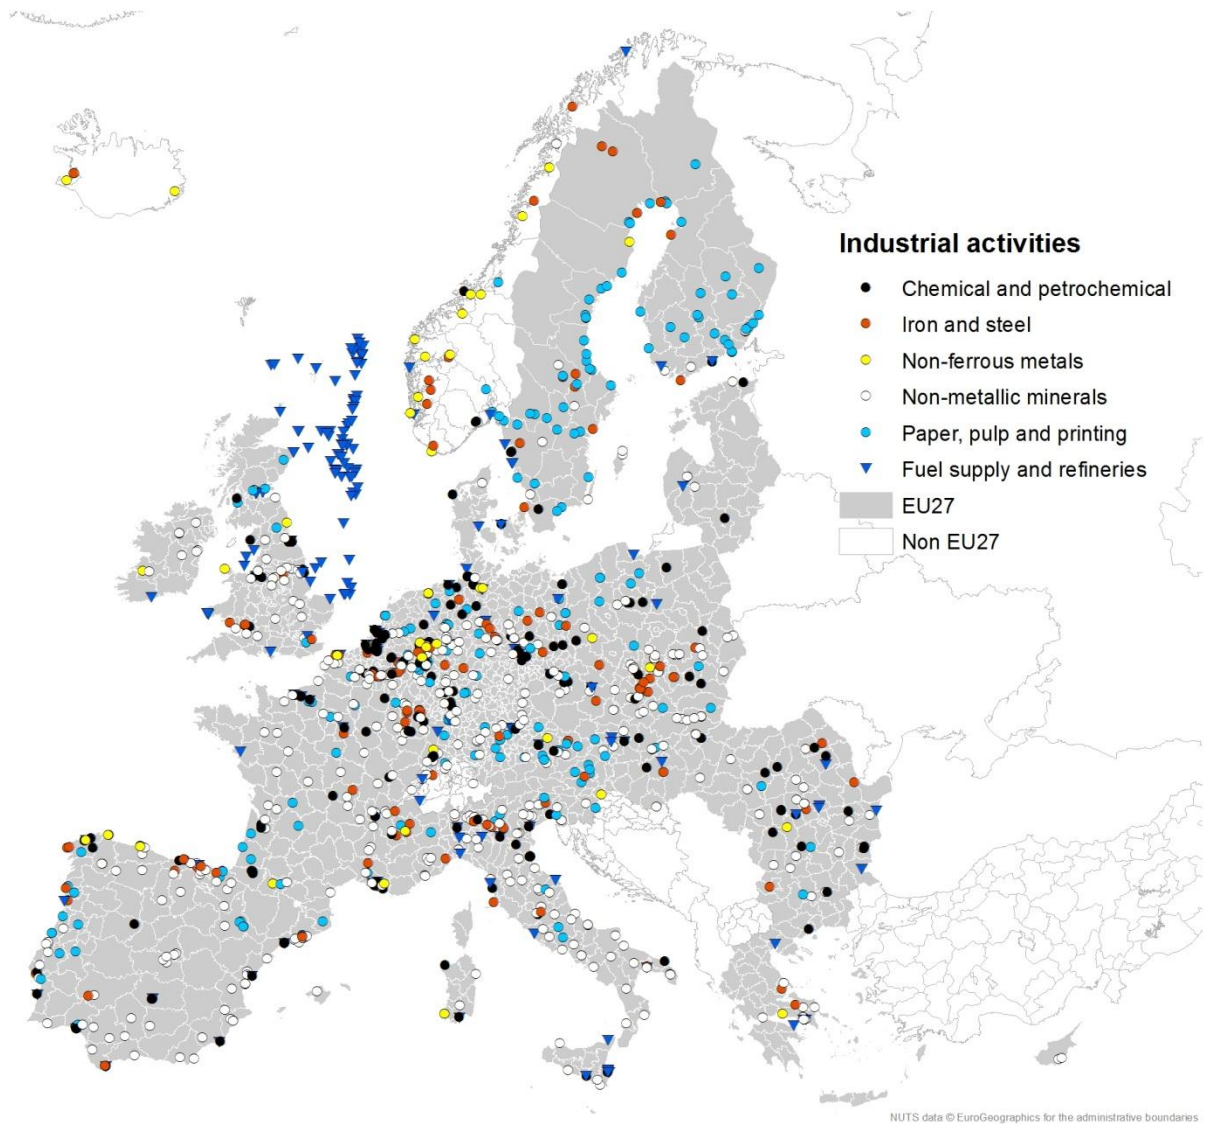 Industrial activities
Chemical and petrochemical
Iron and steel
Non-ferrous metals
Non-metallic minerals
Paper, pulp and printing
Fuel supply and refineries
EU27
Non EU27
NUTS data © EuroGeographics for the administrative boundaries